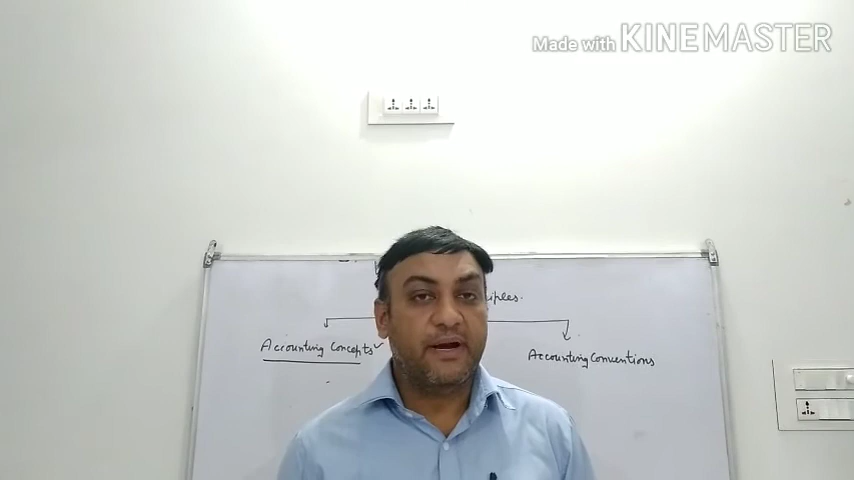 Made with KINEMASTER
Accounting Concepts
Accounting Conventions